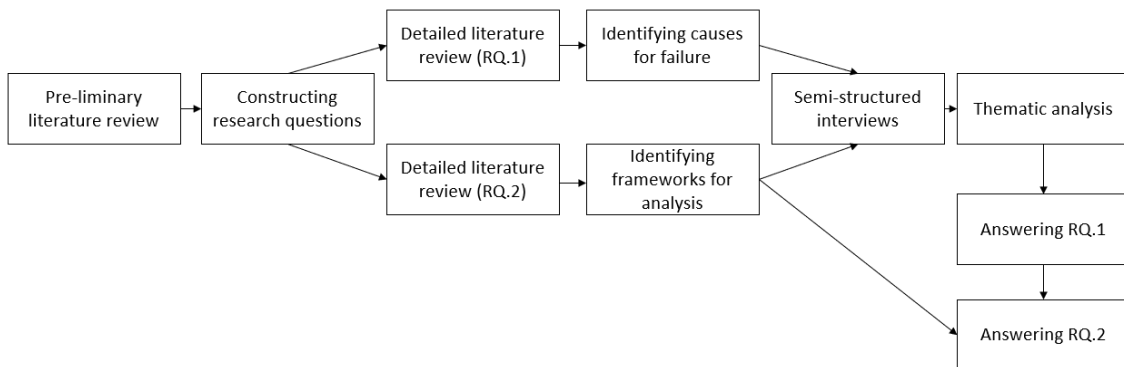 Pre-liminary
literature review
Constructing
research questions
Detailed literature
review (RQ.1)
Identifying causes
for failure
Detailed literature
review (RQ.2)
Identifying
frameworks for
analysis
Semi-structured
interviews
Thematic analysis
Answering RQ.1
Answering RQ.2